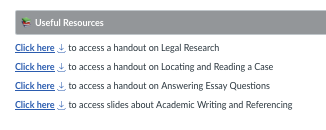 Useful Resources
Click here to access a handout on Legal Research
Click here to access a handout on Locating and Reading a Case
Click here to access a handout on Answering Essay Questions
Click here to access slides about Academic Writing and Referencing